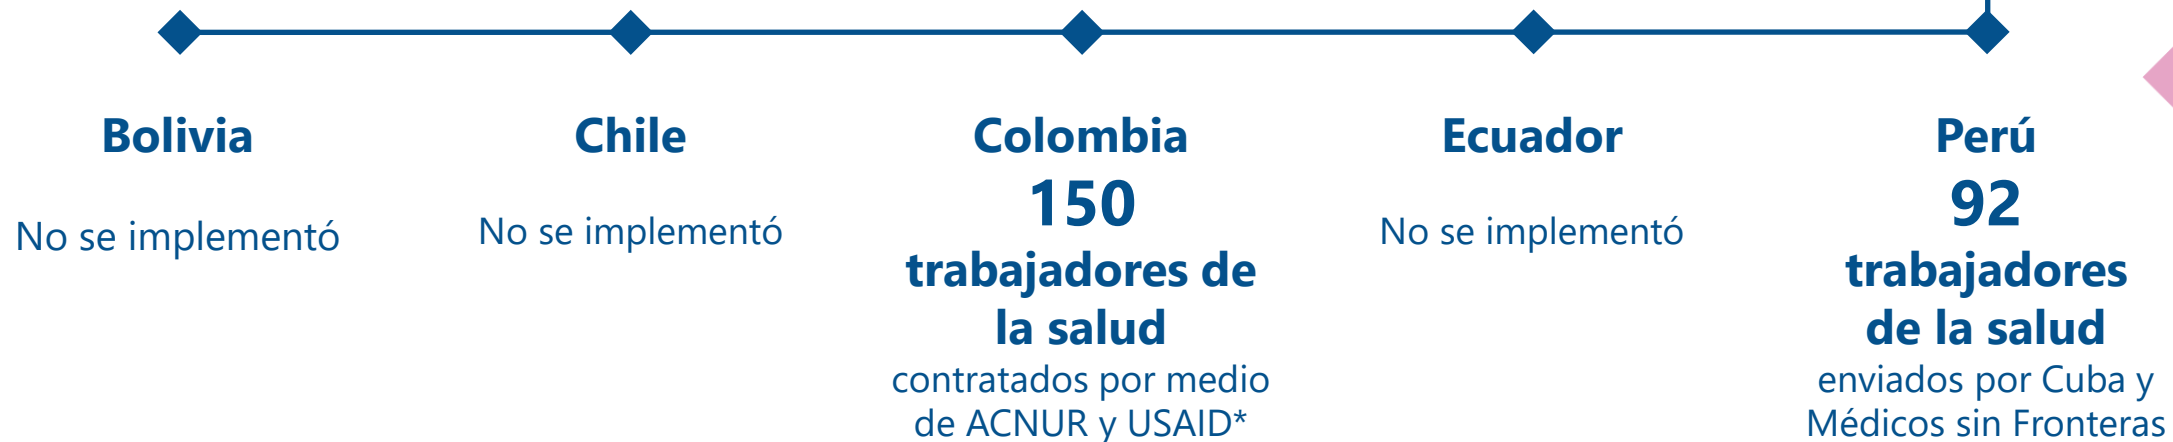 Bolivia
No se implementó
Chile
No se implementó
Colombia
150
trabajadores de
la salud
contratados por medio
de ACNUR y USAID*
Ecuador
No se implementó
Perú
92
trabajadores
de la salud
enviados por Cuba y
Médicos sin Fronteras